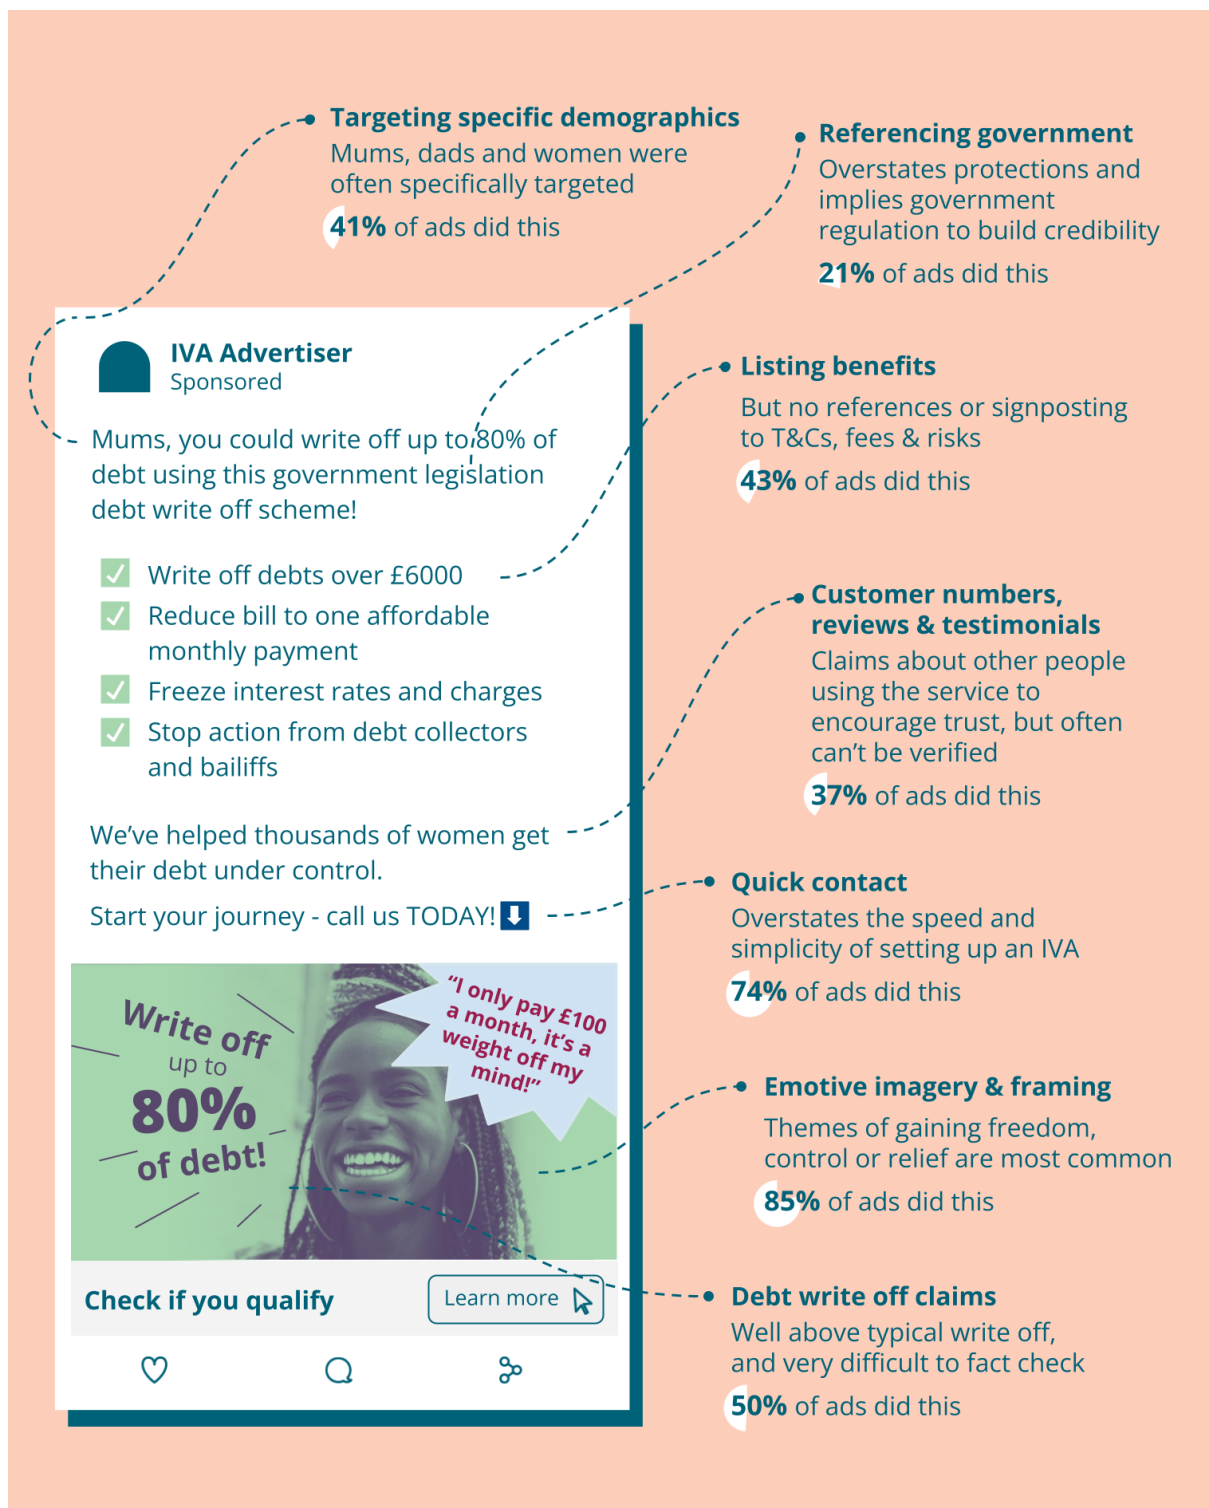 Targeting specific demographics
Mums, dads and women were
often specifically targeted
41% of ads did this
Referencing government
Overstates protections and
implies government
regulation to build credibility
21% of ads did this
IVA Advertiser
Sponsored
Mums, you could write off up to 80% of
debt using this government legislation
debt write off scheme!
Write off debts over £6000
Reduce bill to one affordable
monthly payment
Freeze interest rates and charges
Stop action from debt collectors
and bailiffs
We’ve helped thousands of women get
their debt under control.
Start your journey - call us TODAY!
Write off
up to
80%
of debt!
“I only pay £100
a month, it’s a
weight off my
mind!”
Check if you qualify
Learn more
Listing benefits
But no references or signposting
to T&Cs, fees & risks
43% of ads did this
Customer numbers,
reviews & testimonials
Claims about other people
using the service to
encourage trust, but often
can’t be verified
37% of ads did this
Quick contact
Overstates the speed and
simplicity of setting up an IVA
74% of ads did this
Emotive imagery & framing
Themes of gaining freedom,
control or relief are most common
85% of ads did this
Debt write off claims
Well above typical write off,
and very difficult to fact check
50% of ads did this